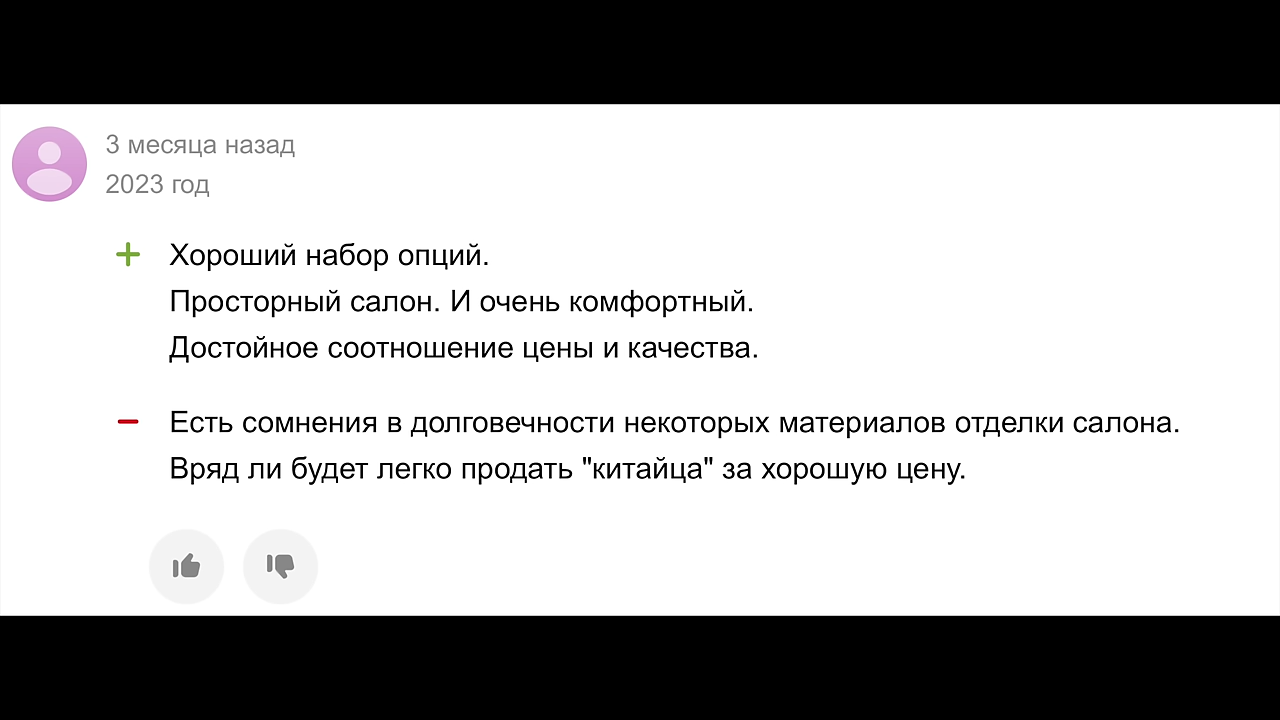 3 месяца назад
2023 год
Хороший набор опций.
Просторный салон. И очень комфортный.
Достойное соотношение цены и качества.
Есть сомнения в долговечности некоторых материалов отделки салона.
Вряд ли будет легко продать "китайца" за хорошую цену.